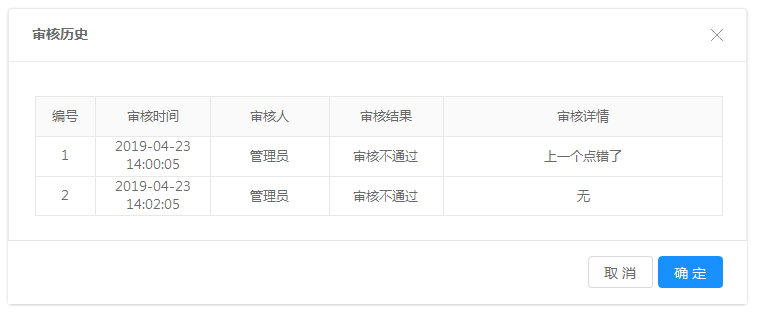 审核历史
编号 审核时间 审核人 审核结果 审核详情
1 2019-04-23 14:00:05 管理员 审核不通过 上一个点错了
2 2019-04-23 14:02:05 管理员 审核不通过 无
取 消 确 定